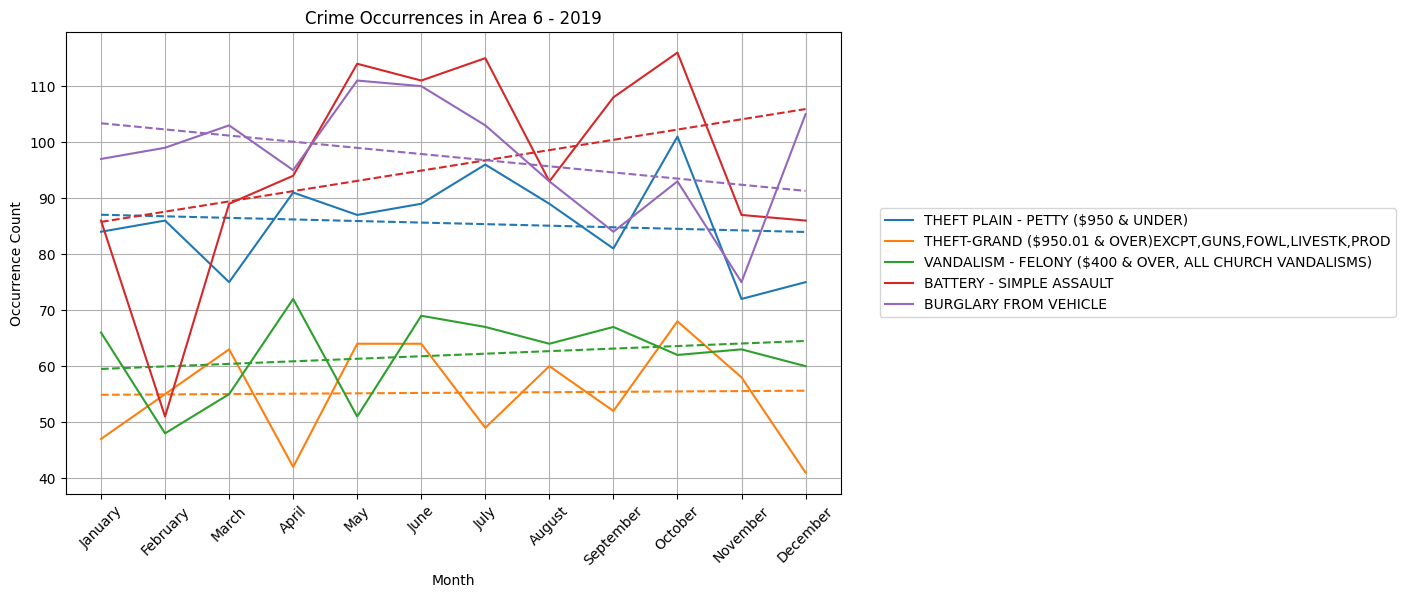 Crime Occurrences in Area 6 - 2019
Occurrence Count
110
100
90
80
70
60
50
40
January
February
March
April
May
June
July
August
September
October
November
December
Month
THEFT PLAIN - PETTY ($950 & UNDER)
THEFT-GRAND ($950.01 & OVER)EXCPT,GUNS,FOWL,LIVESTK,PROD
VANDALISM - FELONY ($400 & OVER, ALL CHURCH VANDALISMS)
BATTERY - SIMPLE ASSAULT
BURGLARY FROM VEHICLE